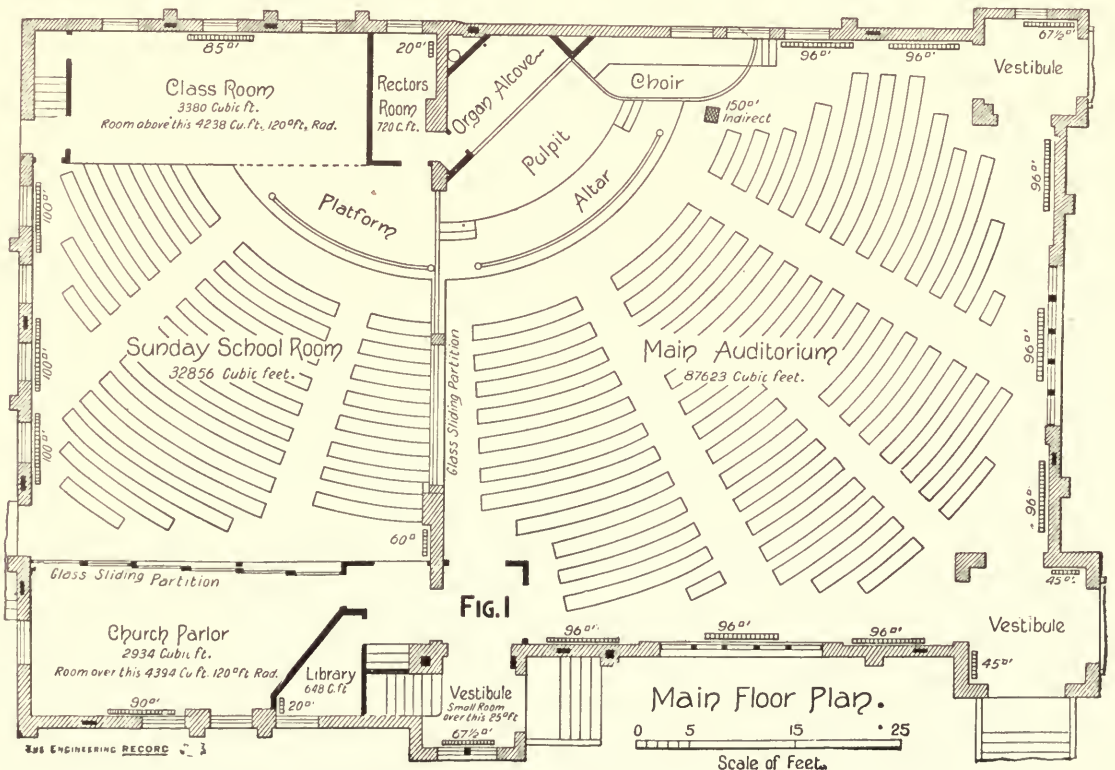 85□'
20□'
Class Room
3380 Cubic ft.
Room above this 4238 Cu.ft. 120□ft. Rad.
Rectors
Room
720 C.ft.
Organ Alcove
Choir
Pulpit
Altar
150□'
Indirect
96□'
96□'
67½□'
Vestibule
Platform
100□'
96□'
Sunday School Room
32856 Cubic feet.
Glass Sliding Partition
Main Auditorium
87623 Cubic feet.
100□'
96□'
100□'
96□'
60□
Glass Sliding Partition
FIG.1
45□'
Church Parlor
2934 Cubic ft.
Room over this 4394 Cu ft. 120□ft Rad.
Library
648 C.ft
90□'
20□'
Vestibule
Small Room
over this 25□ft
67½□'
96□'
96□'
96□'
Vestibule
45□'
Main Floor Plan.
0 5 15 25
Scale of Feet.
THE ENGINEERING RECORD